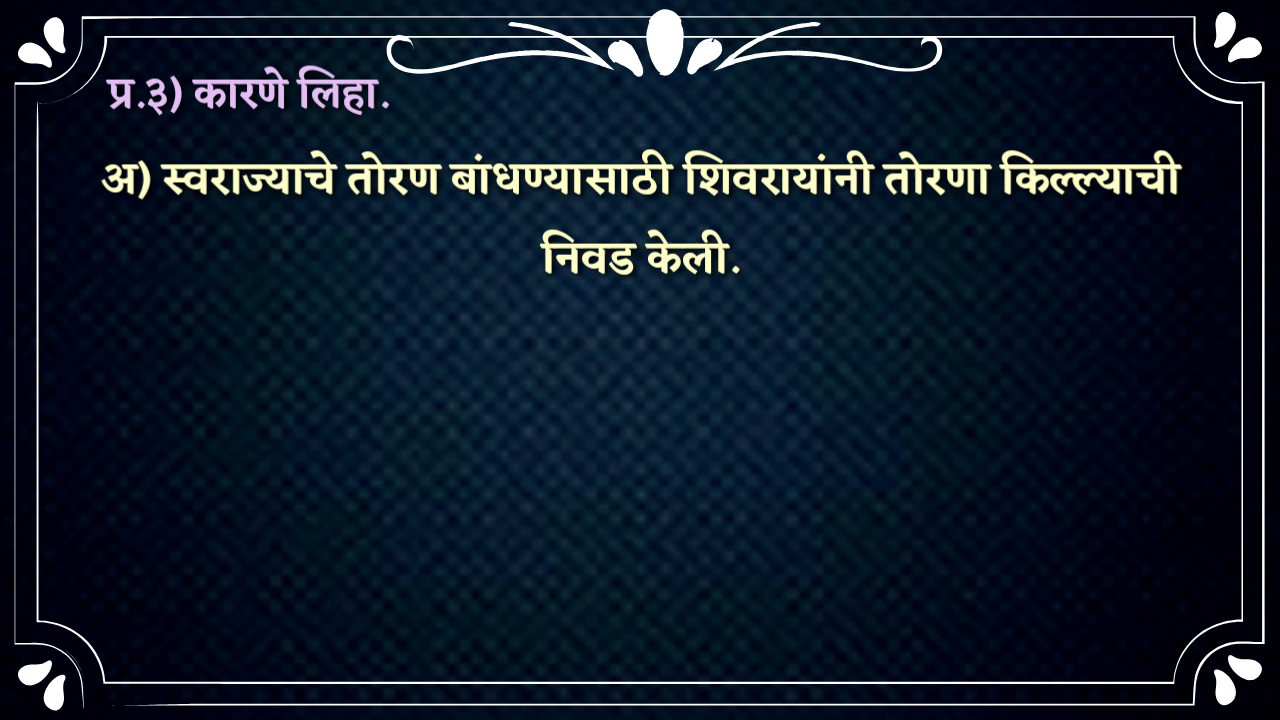 प्र.३) कारणे लिहा.
अ) स्वराज्याचे तोरण बांधण्यासाठी शिवरायांनी तोरणा किल्ल्याची
निवड केली.